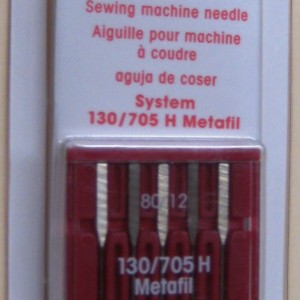 Sewing machine needle
Aiguille pour machine
à coudre
aguja de coser
System
130/705 H Metafil
80/12
130/705 H
Metafil